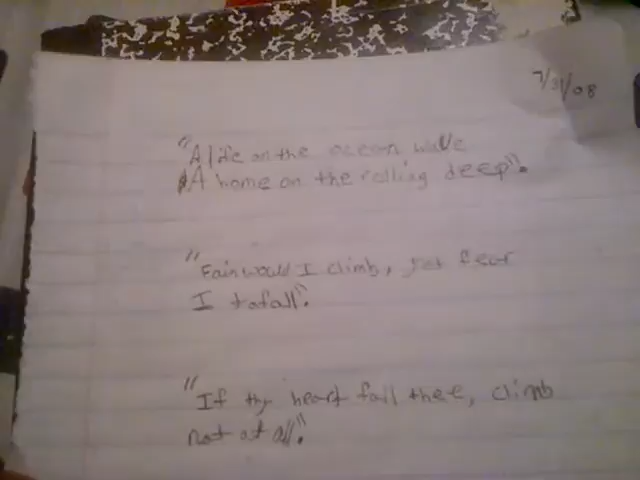 7/31/08
"A life on the ocean wave
A home on the rolling deep".
"Fain would I climb, yet fear
I to fall".
"If thy heart fail thee, climb
not at all".